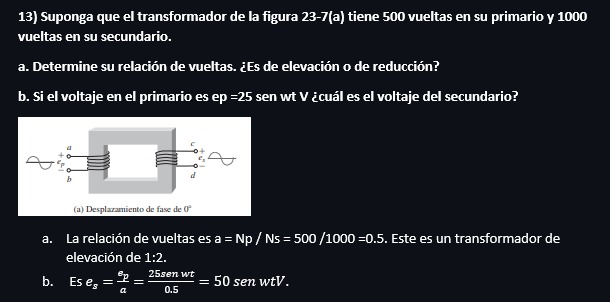 13) Suponga que el transformador de la figura 23-7(a) tiene 500 vueltas en su primario y 1000
vueltas en su secundario.
a. Determine su relación de vueltas. ¿Es de elevación o de reducción?
b. Si el voltaje en el primario es ep =25 sen wt V ¿cuál es el voltaje del secundario?
a c
+ +
e_p e_s
− −
b d
(a) Desplazamiento de fase de 0°
a. La relación de vueltas es a = Np / Ns = 500 /1000 =0.5. Este es un transformador de
elevación de 1:2.
b. Es e_s = e_p/a = 25sen wt/0.5 = 50 sen wtV.